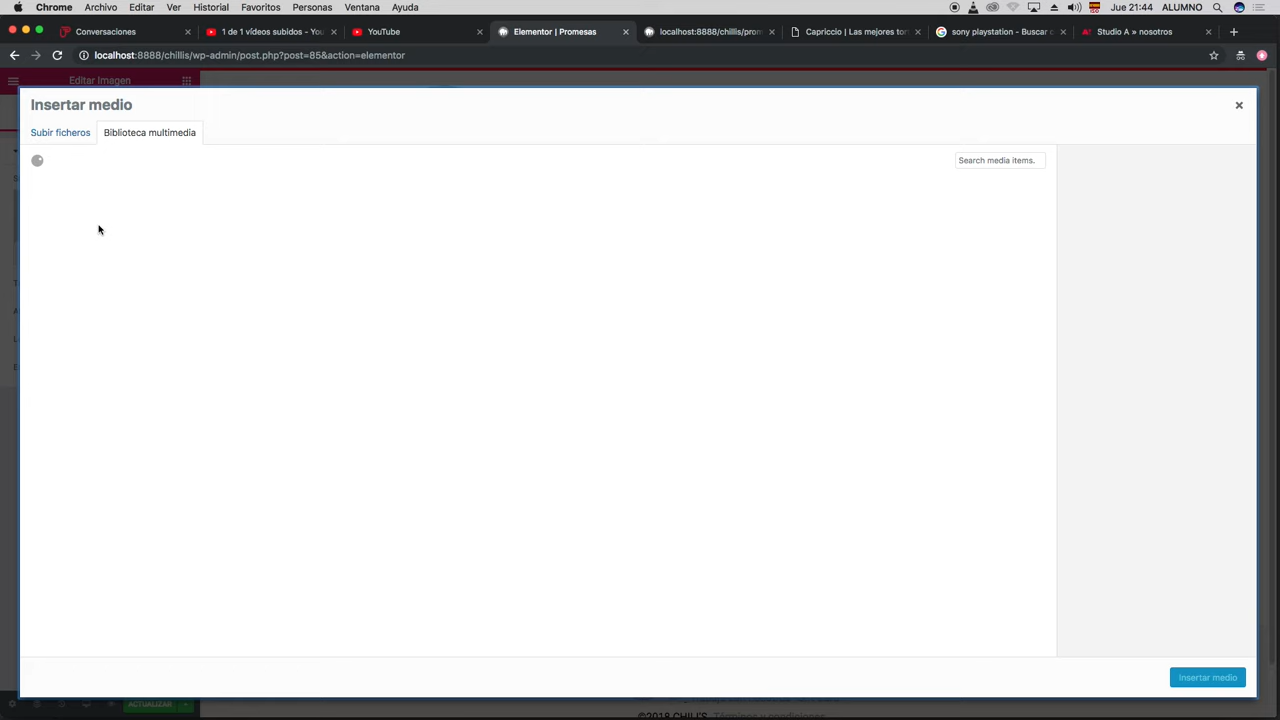 Chrome Archivo Editar Ver Historial Favoritos Personas Ventana Ayuda Jue 21:44 ALUMNO
Conversaciones 1 de 1 vídeos subidos - You YouTube Elementor | Promesas localhost:8888/chillis/prom Capriccio | Las mejores tor sony playstation - Buscar c Studio A » nosotros
localhost:8888/chillis/wp-admin/post.php?post=85&action=elementor
Editar Imagen
Insertar medio
Subir ficheros Biblioteca multimedia
Search media items.
Insertar medio
ACTUALIZAR
©2018 CHILI'S Términos y condiciones